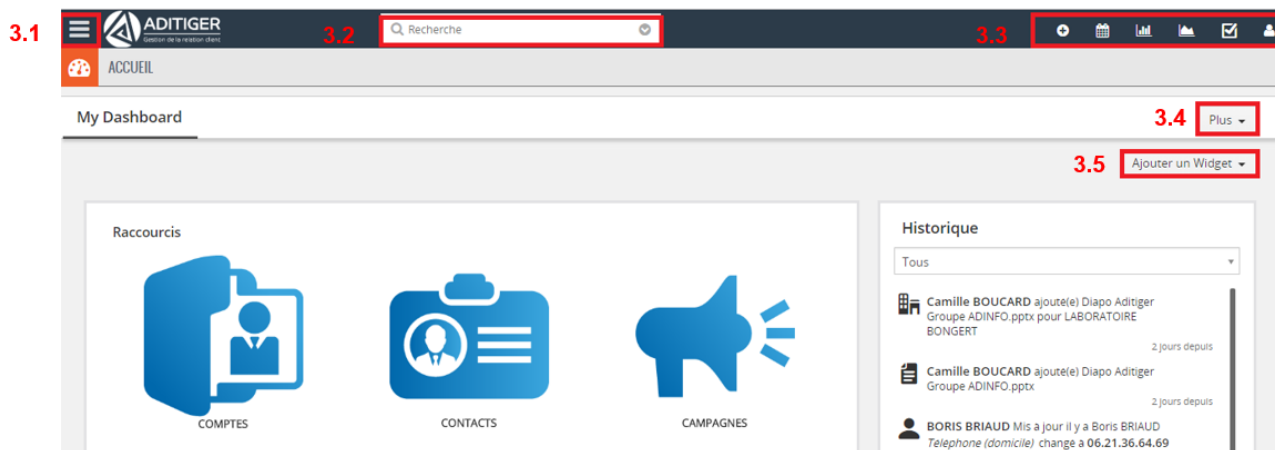 3.1
ADITIGER
Gestion de la relation client
3.2
Recherche
3.3
ACCUEIL
My Dashboard
3.4
Plus
3.5
Ajouter un Widget
Raccourcis
COMPTES
CONTACTS
CAMPAGNES
Historique
Tous
Camille BOUCARD ajoute(e) Diapo Aditiger
Groupe ADINFO.pptx pour LABORATOIRE
BONGERT
2 jours depuis
Camille BOUCARD ajoute(e) Diapo Aditiger
Groupe ADINFO.pptx
2 jours depuis
BORIS BRIAUD Mis a jour il y a Boris BRIAUD
Téléphone (domicile) changé a 06.21.36.64.69